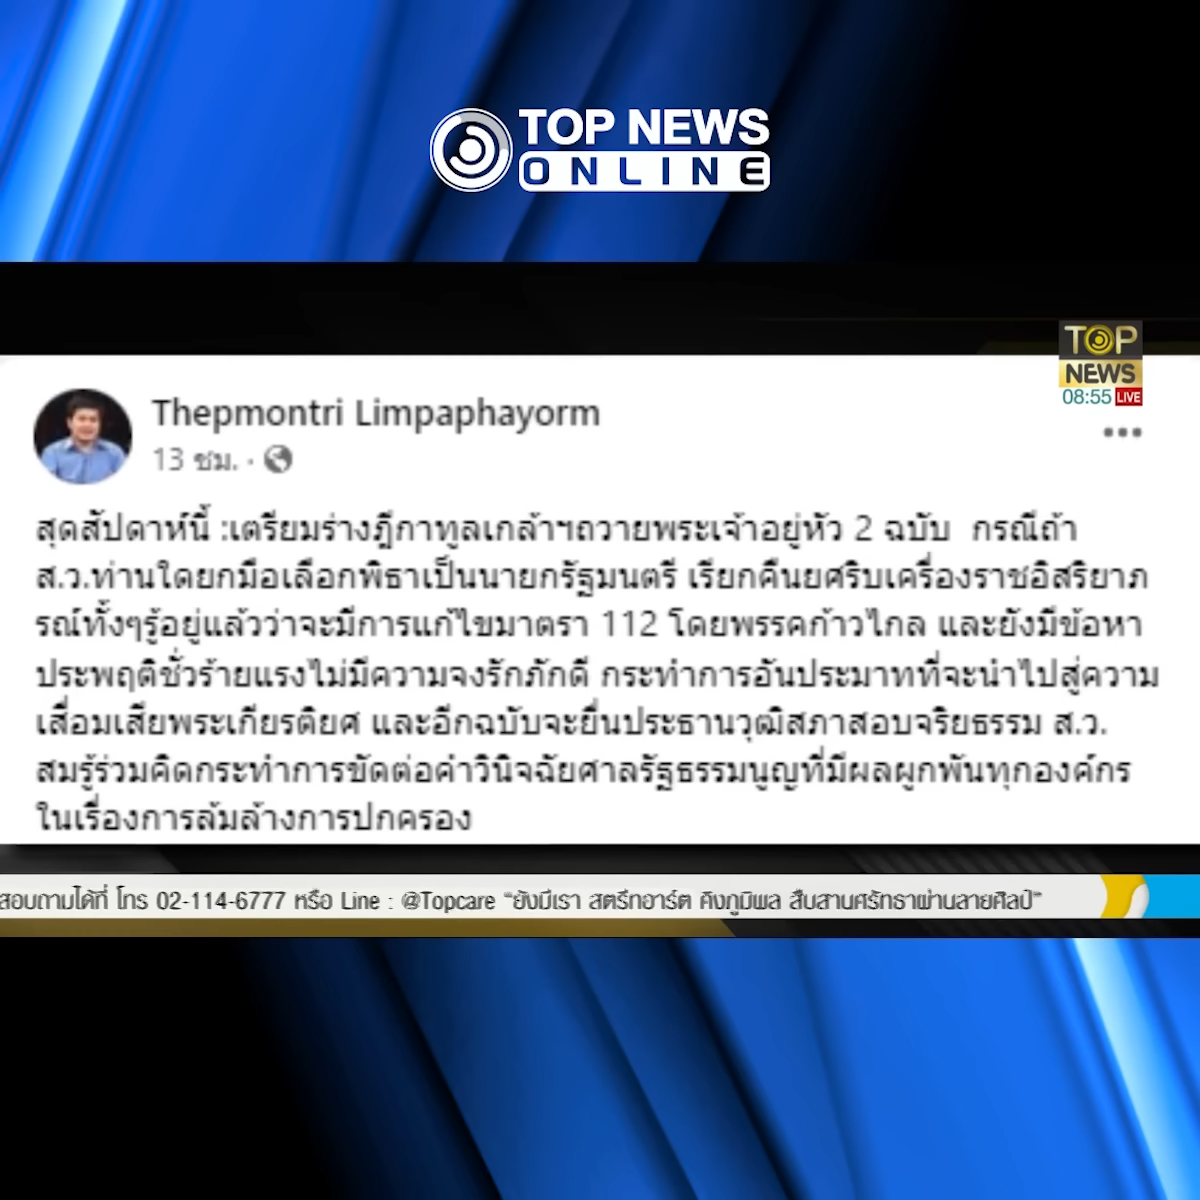 TOP NEWS
ONLINE
TOP
NEWS
08:55 LIVE
Thepmontri Limpaphayorm
13 ชม.
สุดสัปดาห์นี้ :เตรียมร่างฎีกาทูลเกล้าฯถวายพระเจ้าอยู่หัว 2 ฉบับ กรณีถ้า
ส.ว.ท่านใดยกมือเลือกพิธาเป็นนายกรัฐมนตรี เรียกคืนยศริบเครื่องราชอิสริยาภ
รณ์ทั้งๆรู้อยู่แล้วว่าจะมีการแก้ไขมาตรา 112 โดยพรรคก้าวไกล และยังมีข้อหา
ประพฤติชั่วร้ายแรงไม่มีความจงรักภักดี กระทำการอันประมาทที่จะนำไปสู่ความ
เสื่อมเสียพระเกียรติยศ และอีกฉบับจะยื่นประธานวุฒิสภาสอบจริยธรรม ส.ว.
สมรู้ร่วมคิดกระทำการขัดต่อคำวินิจฉัยศาลรัฐธรรมนูญที่มีผลผูกพันทุกองค์กร
ในเรื่องการล้มล้างการปกครอง
สอบถามได้ที่ โทร 02-114-6777 หรือ Line : @Topcare “ยังมีเรา สตรีทอาร์ต คิงภูมิพล สืบสานศรัทธาผ่านลายศิลป์”